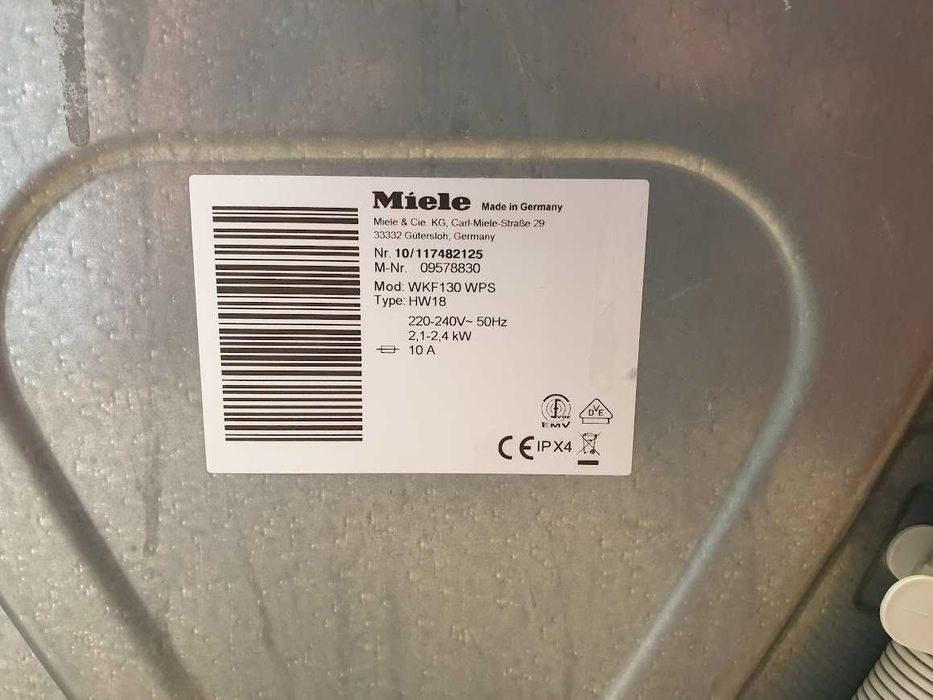 Miele Made in Germany
Miele & Cie. KG, Carl-Miele-Straße 29
33332 Gütersloh, Germany
Nr. 10/117482125
M-Nr. 09578830
Mod: WKF130 WPS
Type: HW18
220-240V~ 50Hz
2,1-2,4 kW
10 A
VDE
EMV
DVE
CE IPX4